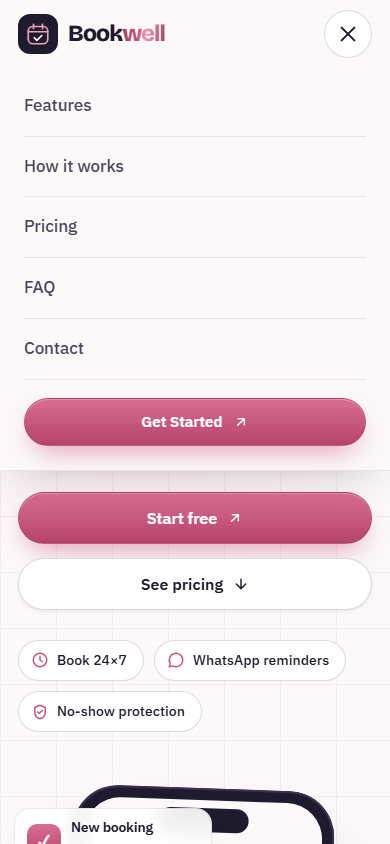 Bookwell
Features
How it works
Pricing
FAQ
Contact
Get Started
Start free
See pricing
Book 24×7
WhatsApp reminders
No-show protection
New booking